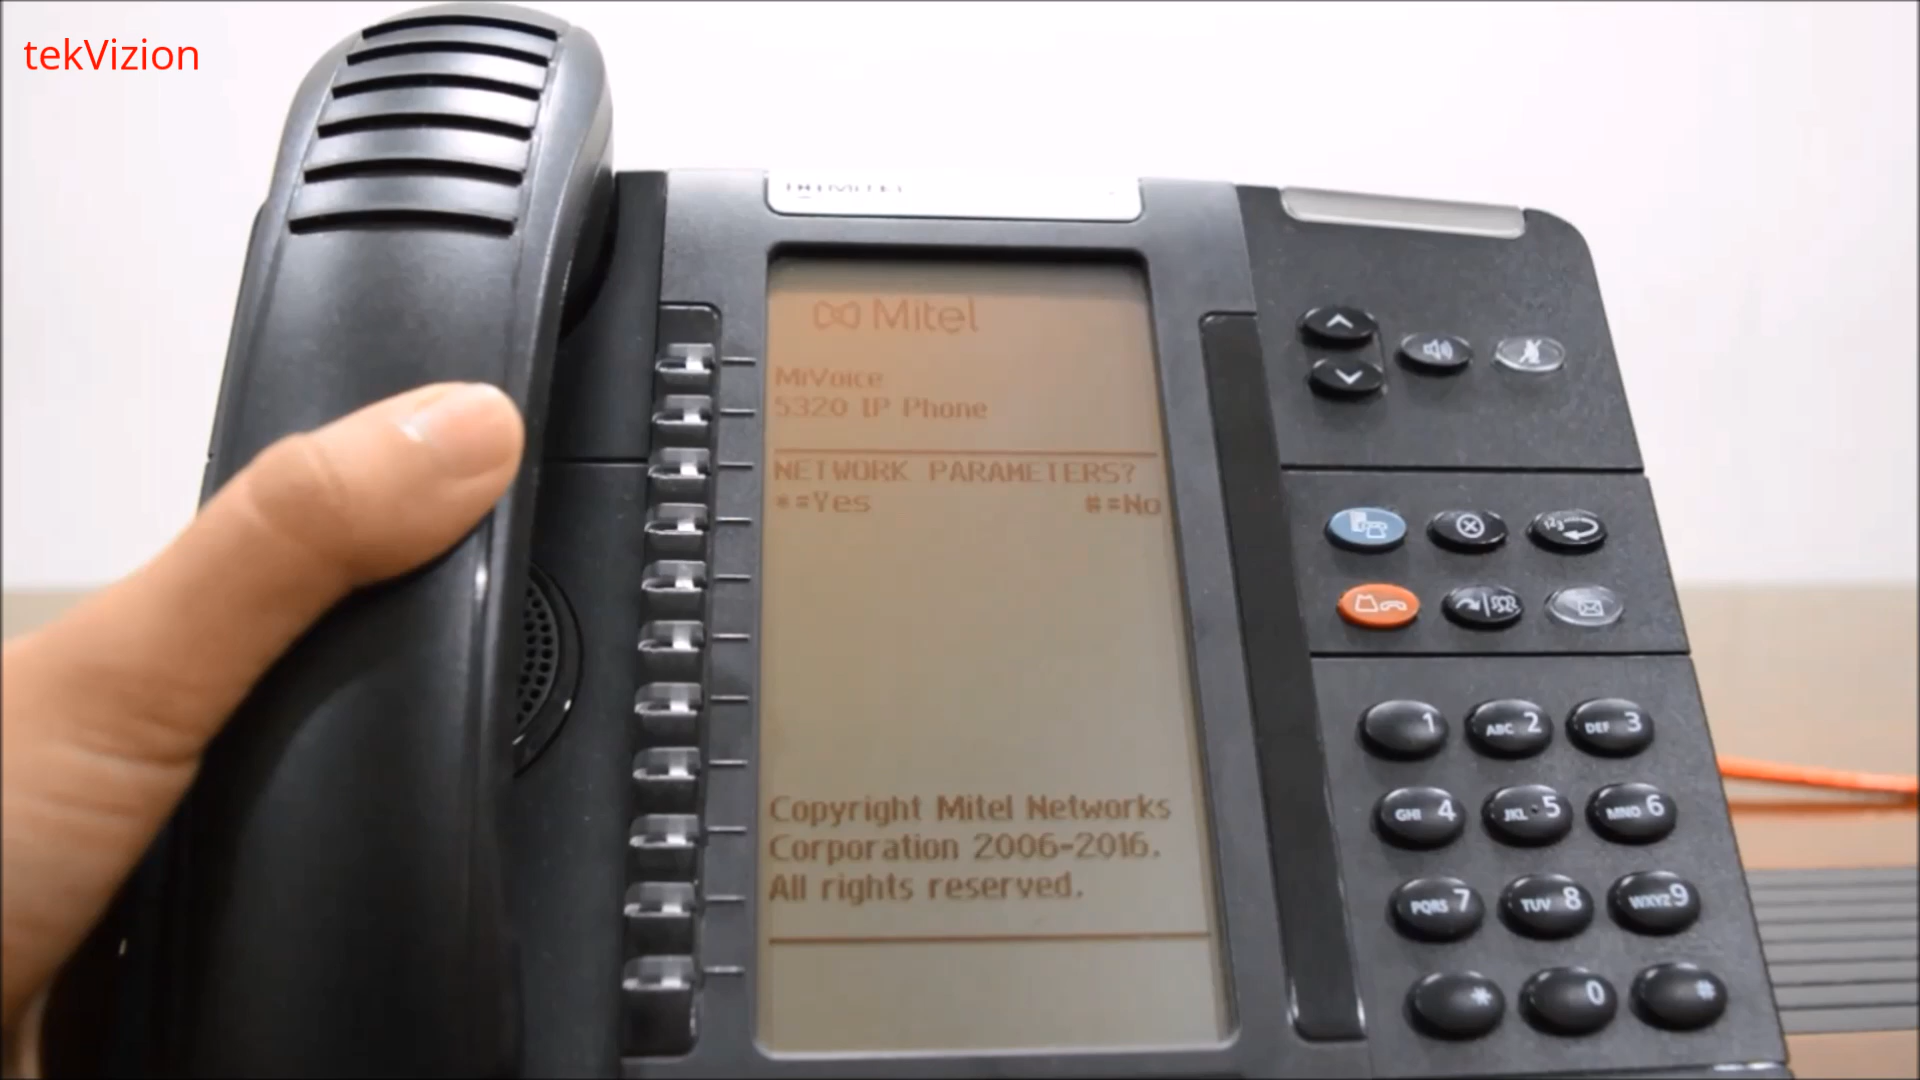 tekVizion
MITEL
Mitel
MiVoice
5320 IP Phone
NETWORK PARAMETERS?
*=Yes #=No
Copyright Mitel Networks
Corporation 2006-2016.
All rights reserved.
1 ABC 2 DEF 3
GHI 4 JKL 5 MNO 6
PQRS 7 TUV 8 WXYZ 9
* 0 #